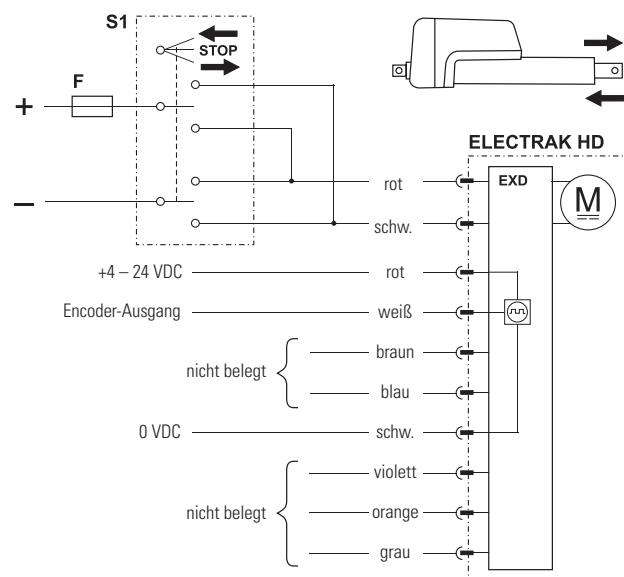 S1
STOP
F
+
–
ELECTRAK HD
EXD
M
rot
schw.
+4 – 24 VDC
rot
Encoder-Ausgang
weiß
nicht belegt
braun
blau
0 VDC
schw.
nicht belegt
violett
orange
grau